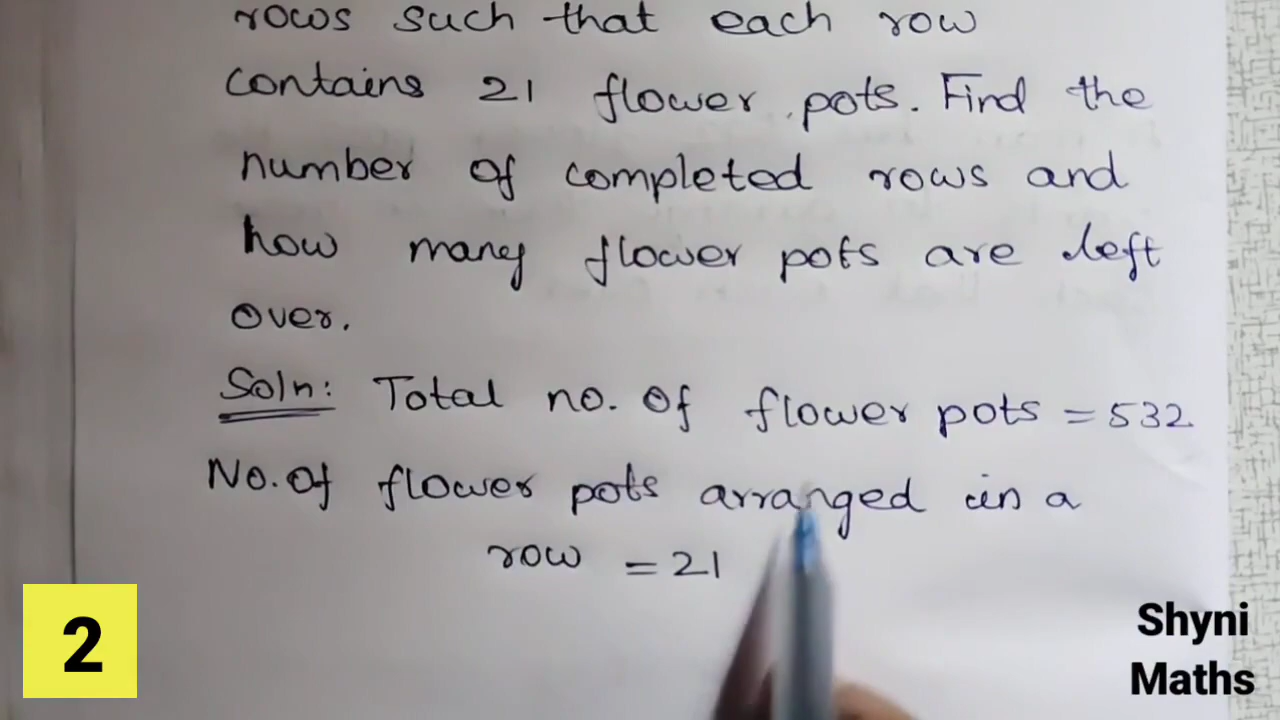 rows such that each row
contains 21 flower pots. Find the
number of completed rows and
how many flower pots are left
over.
Soln: Total no. of flower pots = 532
No. of flower pots arranged in a
row = 21
2
Shyni
Maths